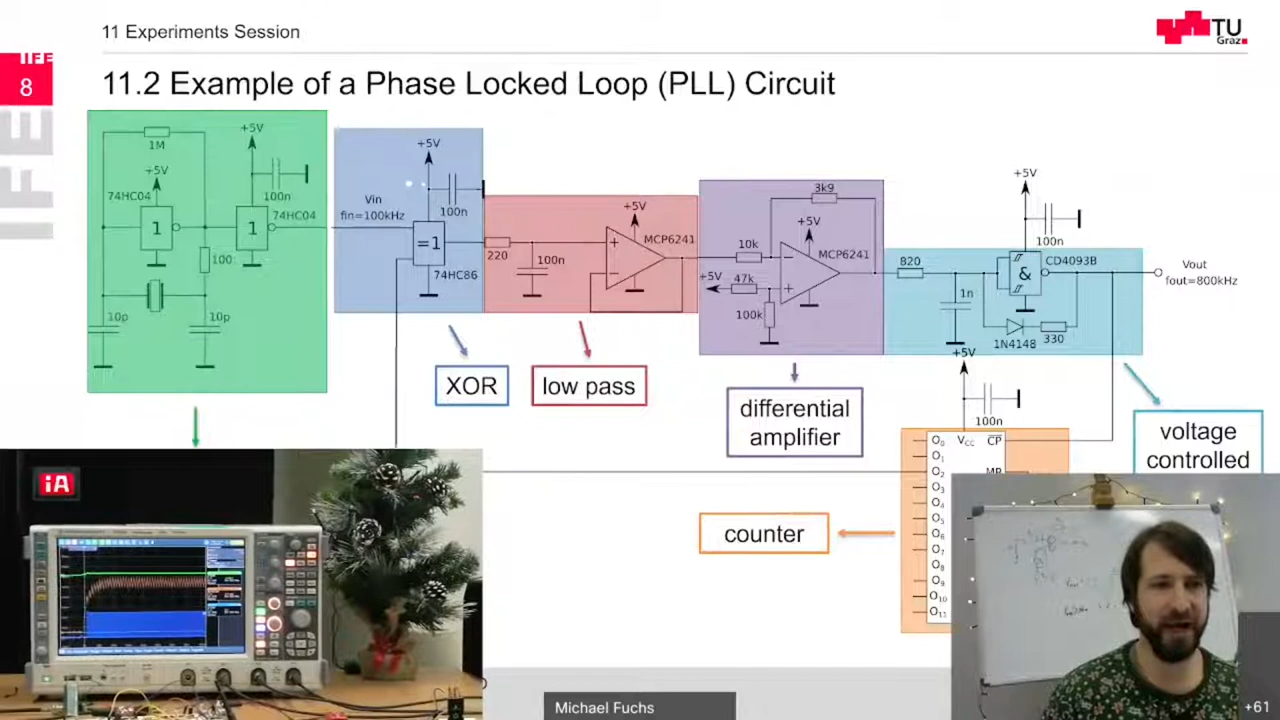 11 Experiments Session
TU
Graz
IFE
8
IFE
11.2 Example of a Phase Locked Loop (PLL) Circuit
1M
+5V
74HC04
1
+5V
100n
1
74HC04
100
10p
10p
Vin
fin=100kHz
+5V
100n
=1
74HC86
220
100n
+5V
MCP6241
10k
3k9
+5V
MCP6241
+5V
47k
100k
820
1n
+5V
100n
CD4093B
&
1N4148
330
Vout
fout=800kHz
XOR
low pass
differential
amplifier
voltage
controlled
+5V
100n
VCC
CP
MR
O0
O1
O2
O3
O4
O5
O6
O7
O8
O9
O10
O11
counter
iA
Michael Fuchs
+61